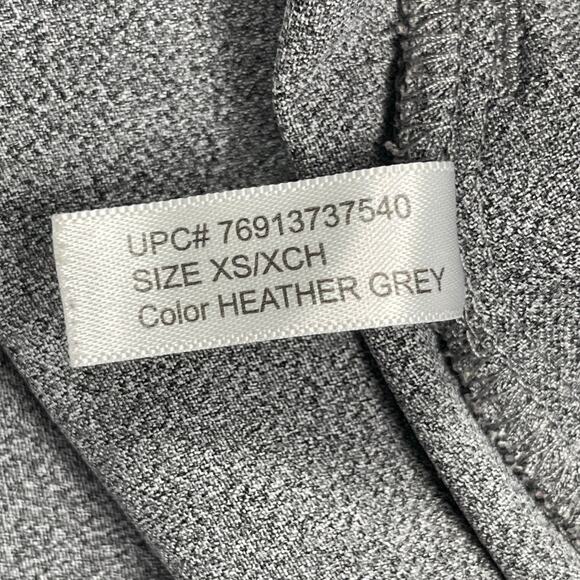 UPC# 76913737540
SIZE XS/XCH
Color HEATHER GREY